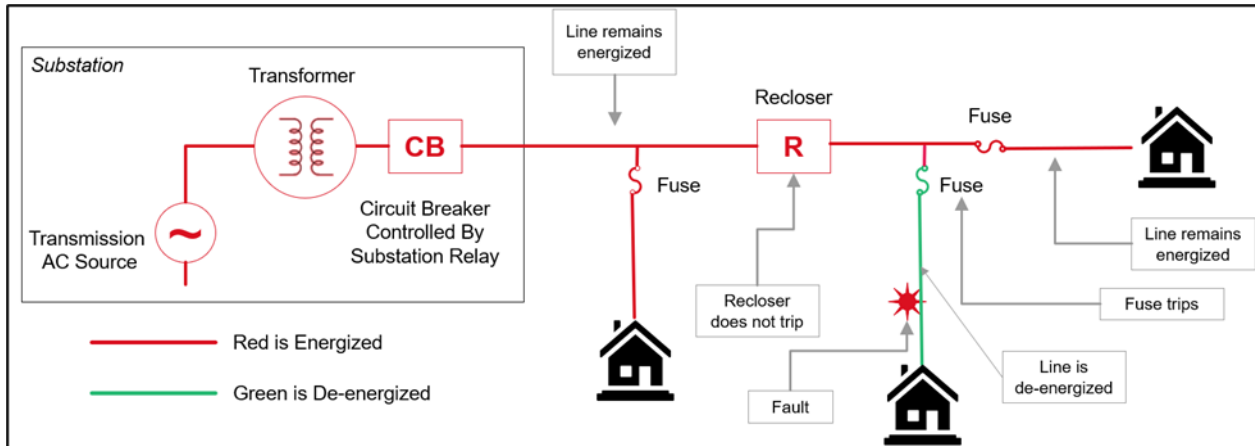 Substation
Transformer
CB
Circuit Breaker
Controlled By
Substation Relay
Transmission
AC Source
~
Line remains
energized
Fuse
Recloser
R
Recloser
does not trip
Fuse
Fuse
Line remains
energized
Fuse trips
Line is
de-energized
Fault
Red is Energized
Green is De-energized